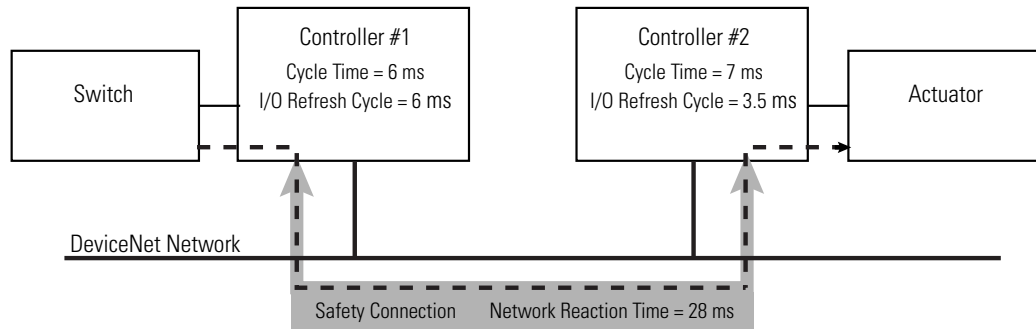 Switch
Controller #1
Cycle Time = 6 ms
I/O Refresh Cycle = 6 ms
Controller #2
Cycle Time = 7 ms
I/O Refresh Cycle = 3.5 ms
Actuator
DeviceNet Network
Safety Connection
Network Reaction Time = 28 ms